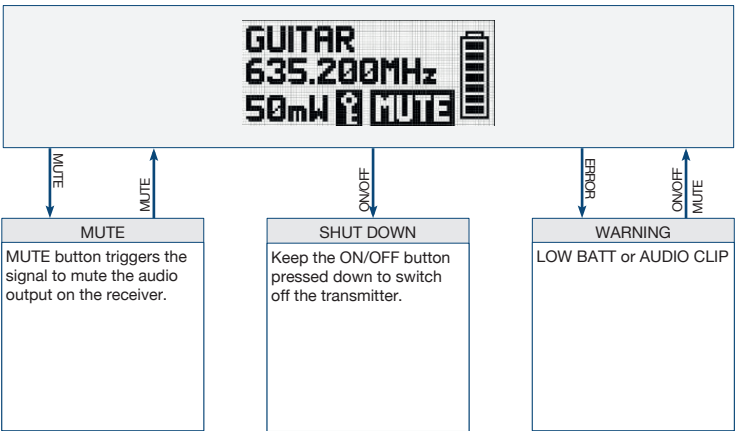 GUITAR
635.200MHz
50mW MUTE
MUTE
MUTE
ON/OFF
ERROR
ON/OFF
MUTE
MUTE
MUTE button triggers the
signal to mute the audio
output on the receiver.
SHUT DOWN
Keep the ON/OFF button
pressed down to switch
off the transmitter.
WARNING
LOW BATT or AUDIO CLIP